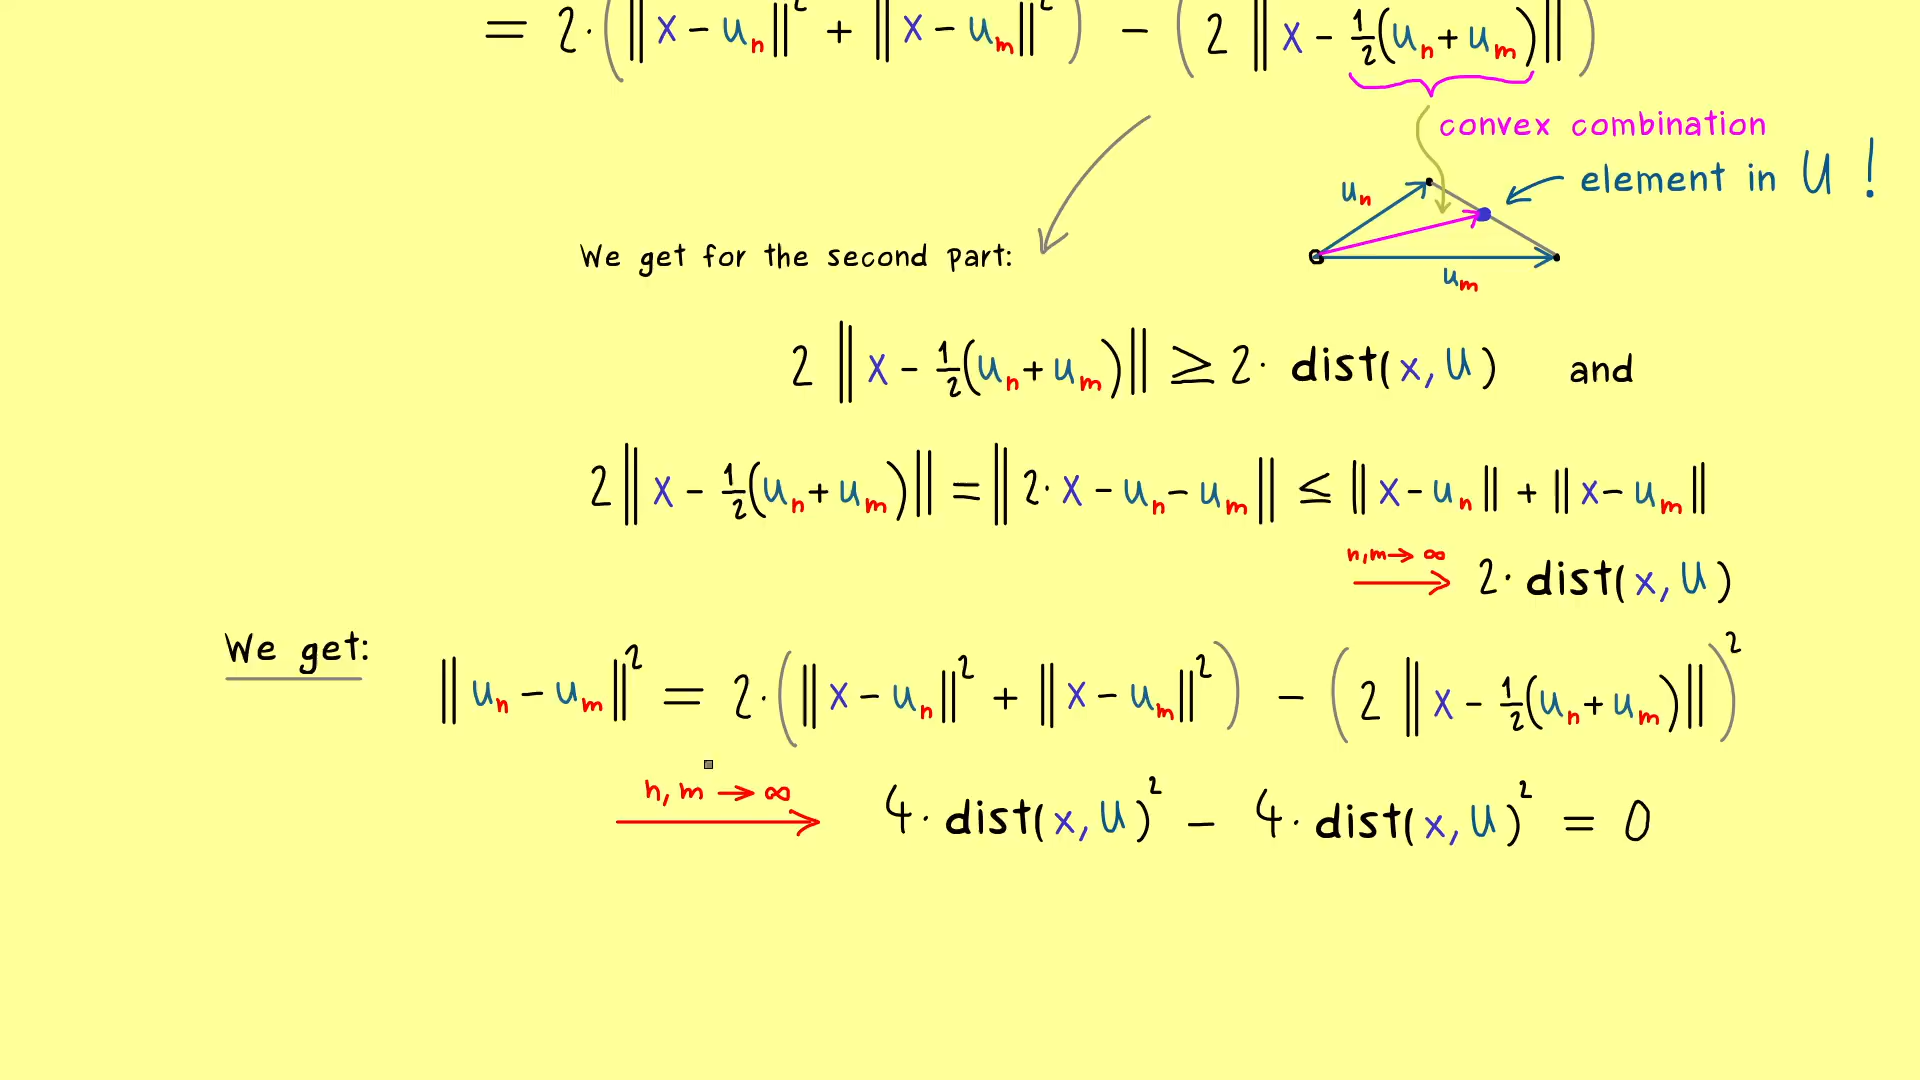 = 2·(‖x − uₙ‖² + ‖x − uₘ‖²) − (2‖x − ½(uₙ + uₘ)‖)
convex combination
element in U !
uₙ
uₘ
We get for the second part:
2‖x − ½(uₙ + uₘ)‖ ≥ 2· dist(x, U) and
2‖x − ½(uₙ + uₘ)‖ = ‖2·x − uₙ − uₘ‖ ≤ ‖x − uₙ‖ + ‖x − uₘ‖
n,m→∞ ⟶ 2· dist(x, U)
We get: ‖uₙ − uₘ‖² = 2·(‖x − uₙ‖² + ‖x − uₘ‖²) − (2‖x − ½(uₙ + uₘ)‖)²
n, m → ∞ ⟶ 4· dist(x, U)² − 4· dist(x, U)² = 0